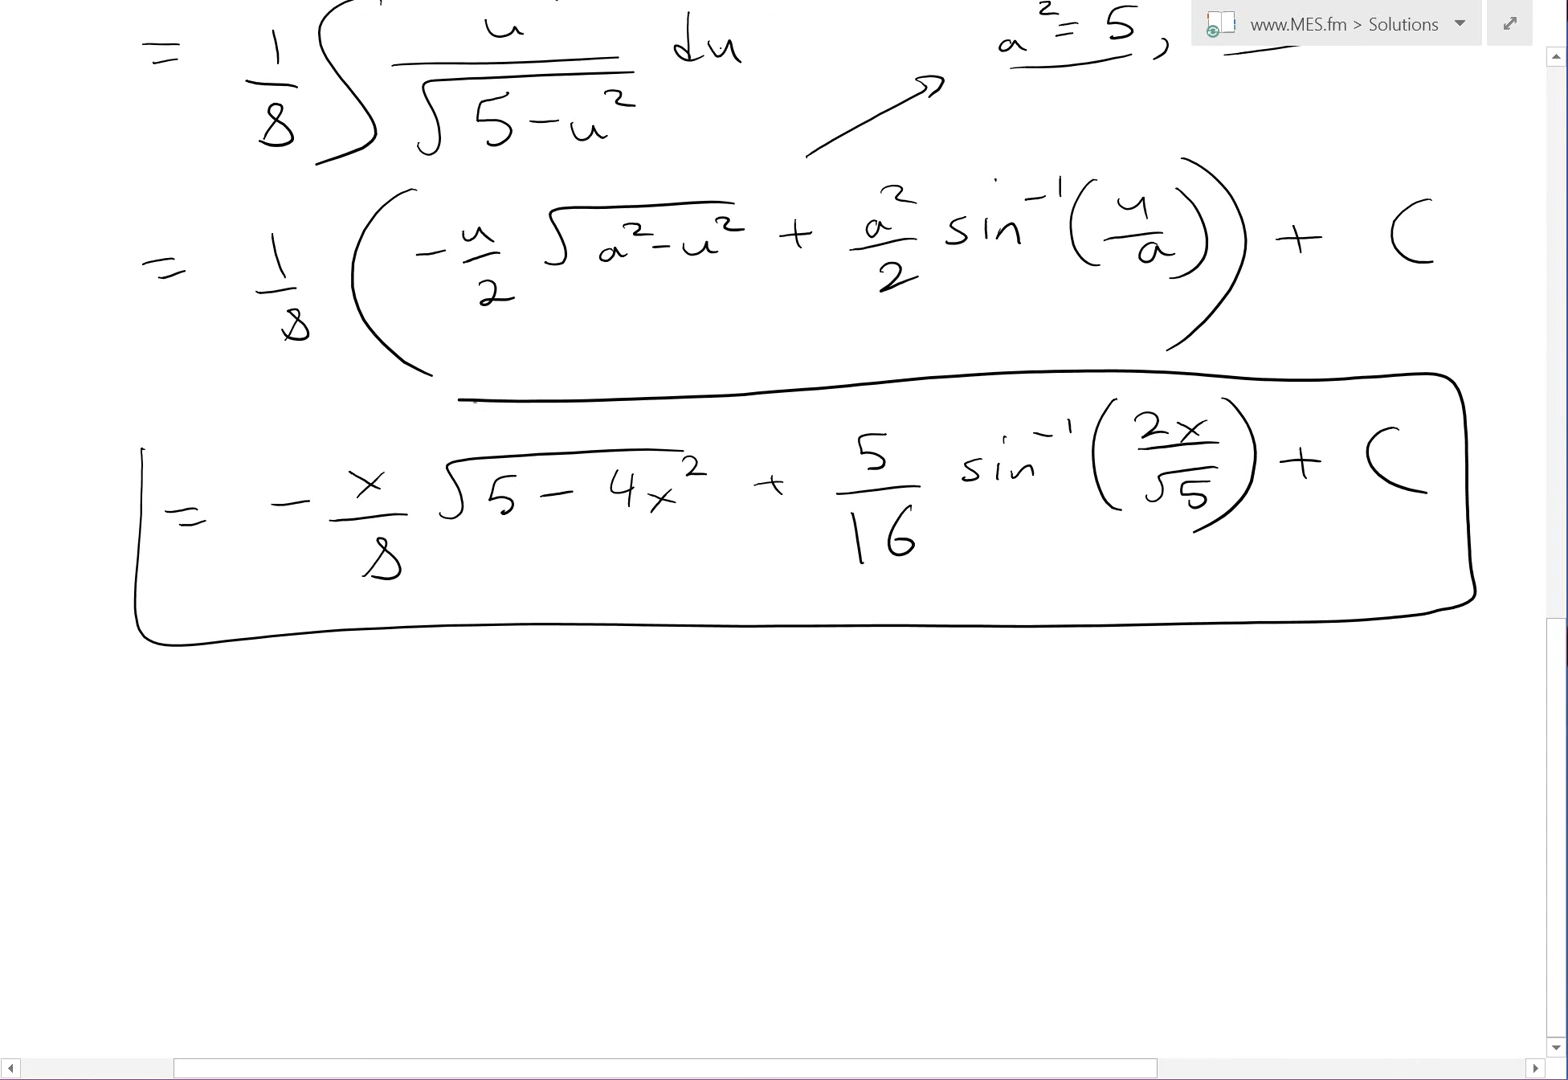 www.MES.fm > Solutions
= 1/8 ∫ u/√(5-u²) du a² = 5,
= 1/8 (-u/2 √(a²-u²) + a²/2 sin⁻¹(u/a)) + C
= -x/8 √(5-4x²) + 5/16 sin⁻¹(2x/√5) + C